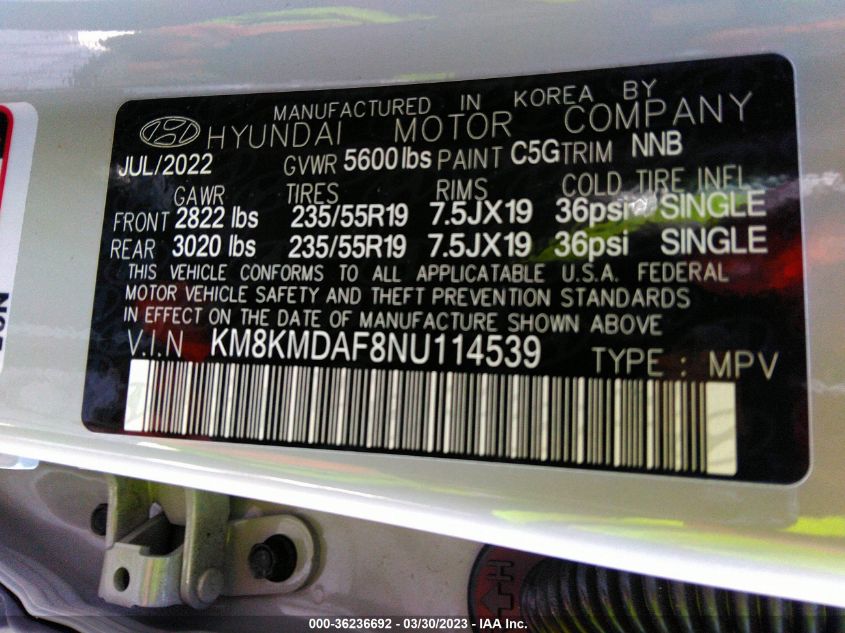 MANUFACTURED IN KOREA BY
HYUNDAI MOTOR COMPANY
JUL/2022 GVWR 5600lbs PAINT C5G TRIM NNB
GAWR TIRES RIMS COLD TIRE INFL
FRONT 2822 lbs 235/55R19 7.5JX19 36psi SINGLE
REAR 3020 lbs 235/55R19 7.5JX19 36psi SINGLE
THIS VEHICLE CONFORMS TO ALL APPLICATABLE U.S.A. FEDERAL
MOTOR VEHICLE SAFETY AND THEFT PREVENTION STANDARDS
IN EFFECT ON THE DATE OF MANUFACTURE SHOWN ABOVE
V.I.N KM8KMDAF8NU114539 TYPE : MPV
000-36236692 - 03/30/2023 - IAA Inc.